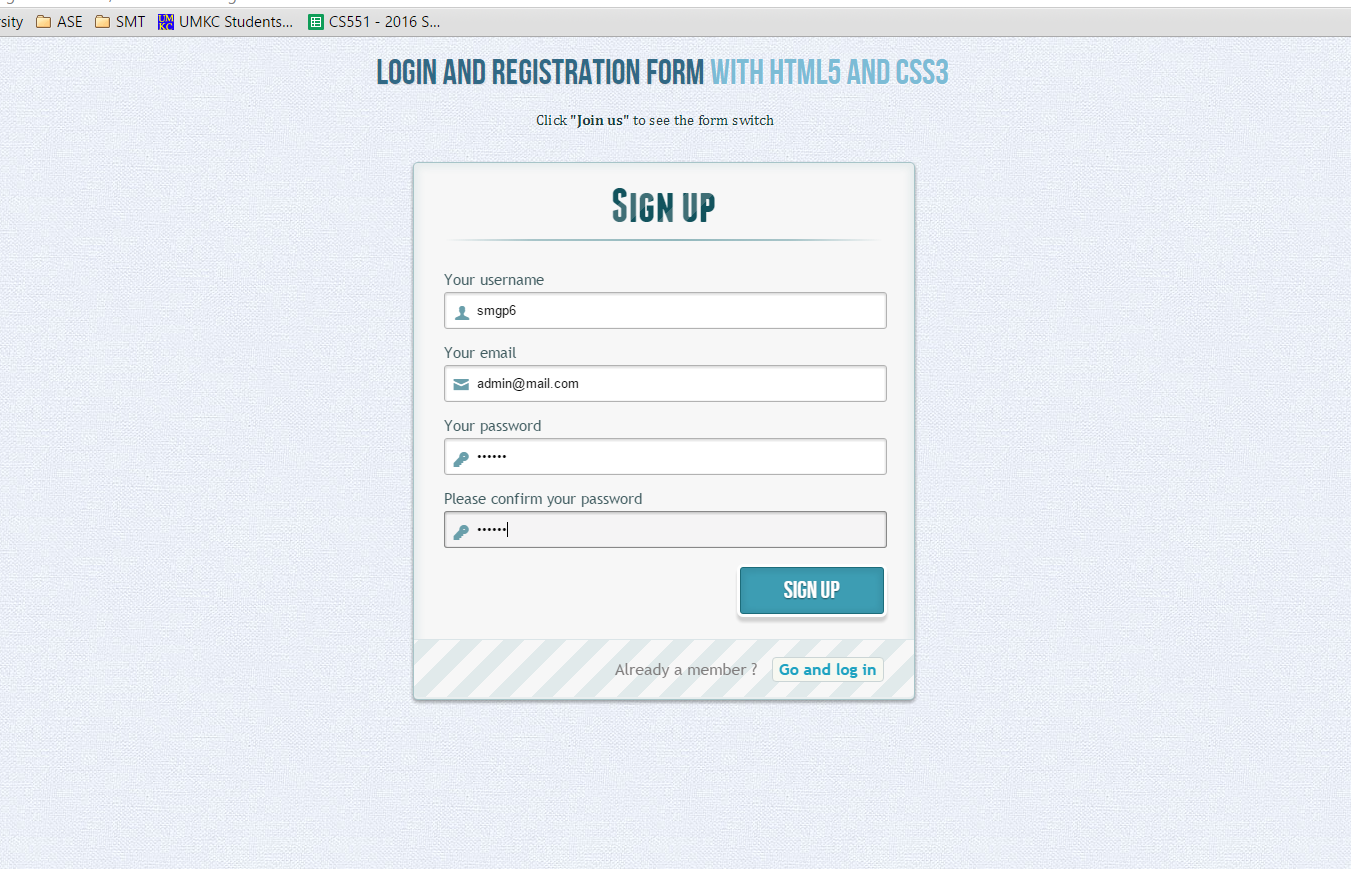 rsity ASE SMT UMKC Students... CS551 - 2016 S...
LOGIN AND REGISTRATION FORM WITH HTML5 AND CSS3
Click "Join us" to see the form switch
Sign up
Your username
smgp6
Your email
admin@mail.com
Your password
••••••
Please confirm your password
••••••
SIGN UP
Already a member ? Go and log in